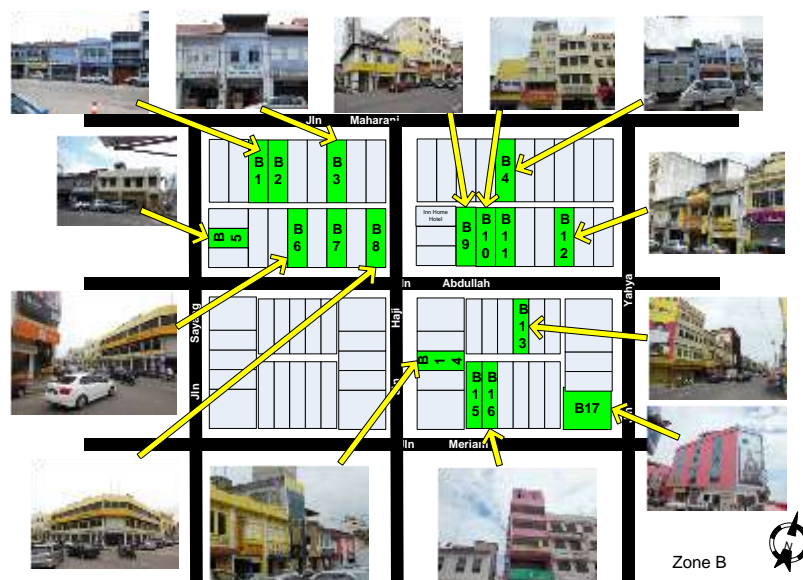 Jln Maharani
B1
B2
B3
B4
B5
B6
B7
B8
Inn Home
Hotel
B9
B10
B11
B12
Jln Abdullah
Jln Sayang
Haji
Yahya
B13
B14
B15
B16
B17
Jln Meriam
Zone B
N